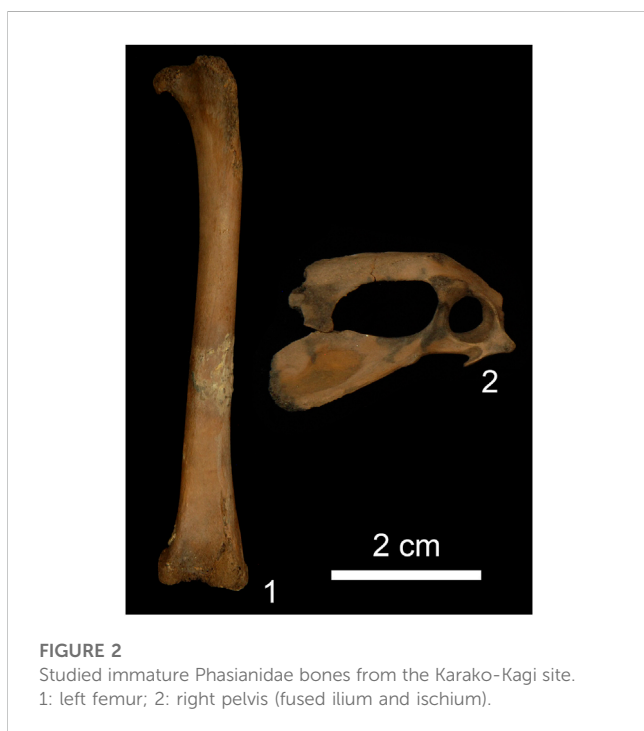 1
2
2 cm
FIGURE 2
Studied immature Phasianidae bones from the Karako-Kagi site.
1: left femur; 2: right pelvis (fused ilium and ischium).